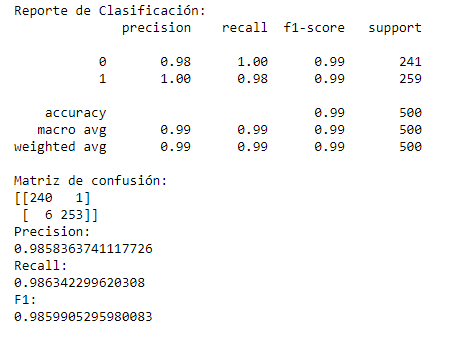 Reporte de Clasificación:
precision recall f1-score support
0 0.98 1.00 0.99 241
1 1.00 0.98 0.99 259
accuracy 0.99 500
macro avg 0.99 0.99 0.99 500
weighted avg 0.99 0.99 0.99 500
Matriz de confusión:
[[240 1]
[ 6 253]]
Precision:
0.9858363741117726
Recall:
0.986342299620308
F1:
0.9859905295980083